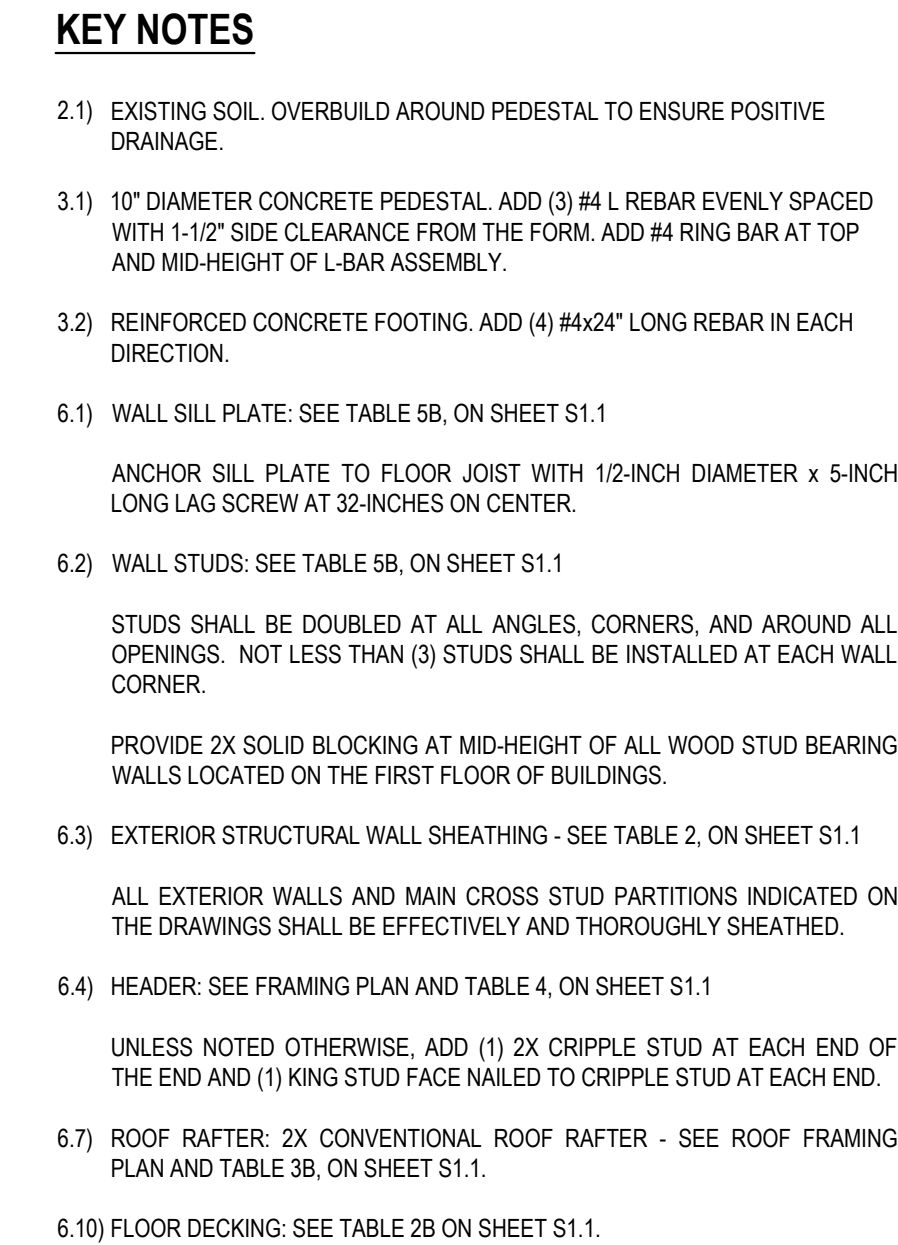 KEY NOTES
2.1) EXISTING SOIL. OVERBUILD AROUND PEDESTAL TO ENSURE POSITIVE
DRAINAGE.
3.1) 10" DIAMETER CONCRETE PEDESTAL. ADD (3) #4 L REBAR EVENLY SPACED
WITH 1-1/2" SIDE CLEARANCE FROM THE FORM. ADD #4 RING BAR AT TOP
AND MID-HEIGHT OF L-BAR ASSEMBLY.
3.2) REINFORCED CONCRETE FOOTING. ADD (4) #4x24" LONG REBAR IN EACH
DIRECTION.
6.1) WALL SILL PLATE: SEE TABLE 5B, ON SHEET S1.1
ANCHOR SILL PLATE TO FLOOR JOIST WITH 1/2-INCH DIAMETER x 5-INCH
LONG LAG SCREW AT 32-INCHES ON CENTER.
6.2) WALL STUDS: SEE TABLE 5B, ON SHEET S1.1
STUDS SHALL BE DOUBLED AT ALL ANGLES, CORNERS, AND AROUND ALL
OPENINGS. NOT LESS THAN (3) STUDS SHALL BE INSTALLED AT EACH WALL
CORNER.
PROVIDE 2X SOLID BLOCKING AT MID-HEIGHT OF ALL WOOD STUD BEARING
WALLS LOCATED ON THE FIRST FLOOR OF BUILDINGS.
6.3) EXTERIOR STRUCTURAL WALL SHEATHING - SEE TABLE 2, ON SHEET S1.1
ALL EXTERIOR WALLS AND MAIN CROSS STUD PARTITIONS INDICATED ON
THE DRAWINGS SHALL BE EFFECTIVELY AND THOROUGHLY SHEATHED.
6.4) HEADER: SEE FRAMING PLAN AND TABLE 4, ON SHEET S1.1
UNLESS NOTED OTHERWISE, ADD (1) 2X CRIPPLE STUD AT EACH END OF
THE END AND (1) KING STUD FACE NAILED TO CRIPPLE STUD AT EACH END.
6.7) ROOF RAFTER: 2X CONVENTIONAL ROOF RAFTER - SEE ROOF FRAMING
PLAN AND TABLE 3B, ON SHEET S1.1.
6.10) FLOOR DECKING: SEE TABLE 2B ON SHEET S1.1.